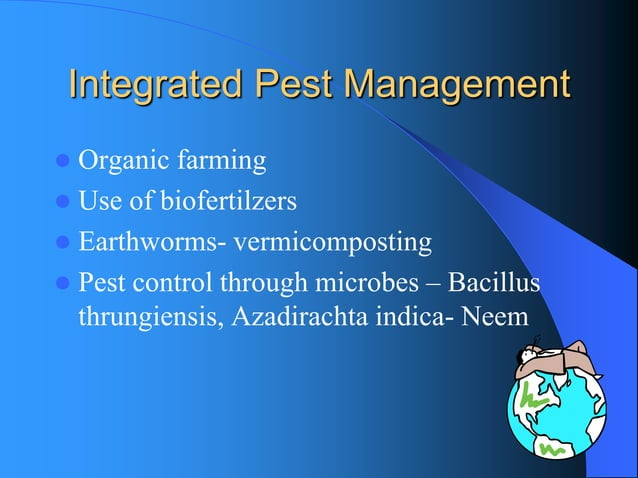 Integrated Pest Management
Organic farming
Use of biofertilzers
Earthworms- vermicomposting
Pest control through microbes – Bacillus
thrungiensis, Azadirachta indica- Neem